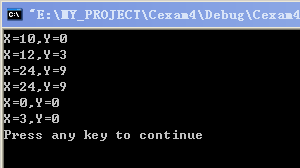 "E:\MY_PROJECT\Cexam4\Debug\Cexam4
X=10,Y=0
X=12,Y=3
X=24,Y=9
X=24,Y=9
X=0,Y=0
X=3,Y=0
Press any key to continue